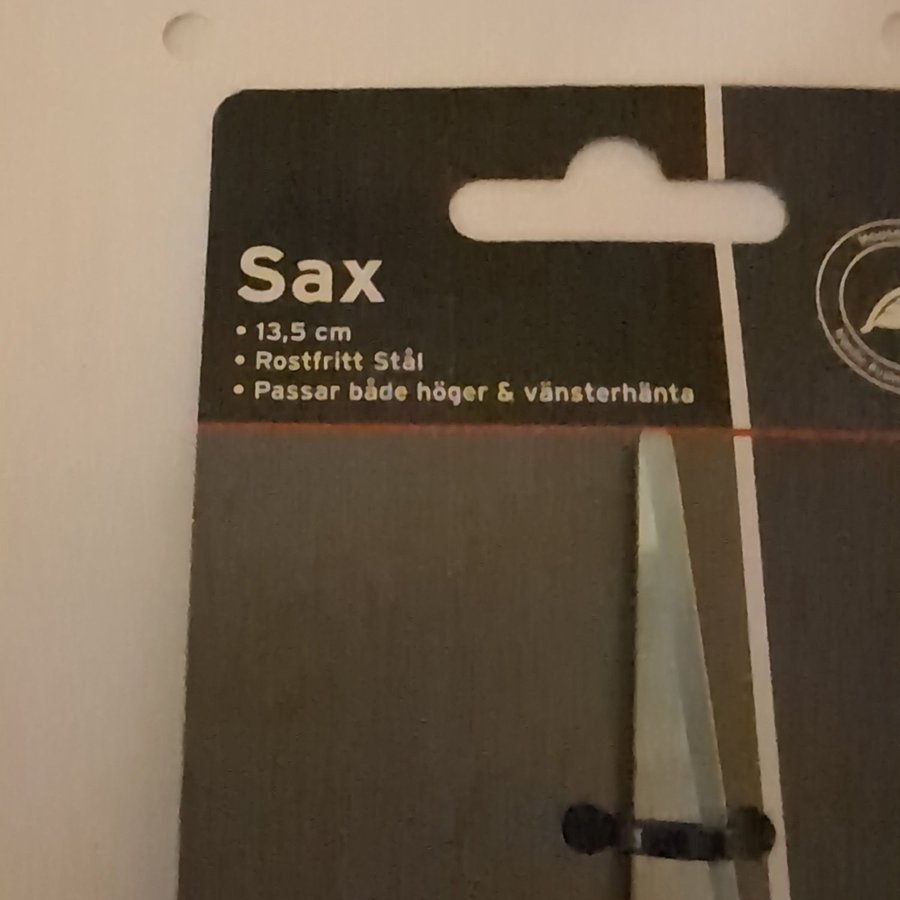 Sax
• 13,5 cm
• Rostfritt Stål
• Passar både höger & vänsterhänta